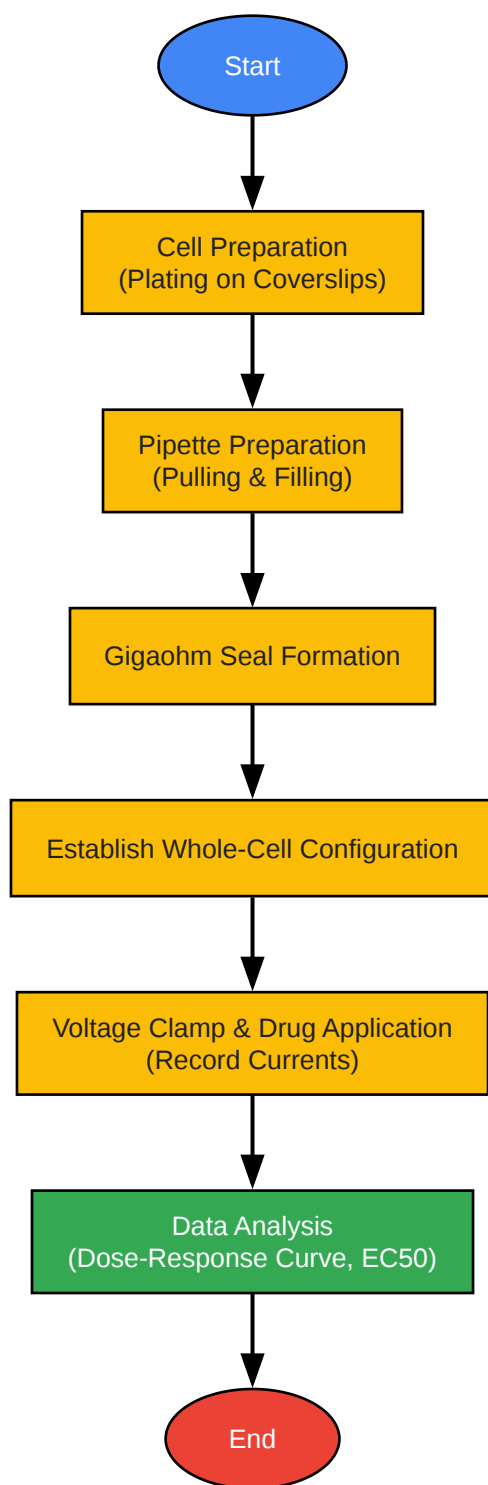 Start
Cell Preparation
(Plating on Coverslips)
Pipette Preparation
(Pulling & Filling)
Gigaohm Seal Formation
Establish Whole-Cell Configuration
Voltage Clamp & Drug Application
(Record Currents)
Data Analysis
(Dose-Response Curve, EC50)
End